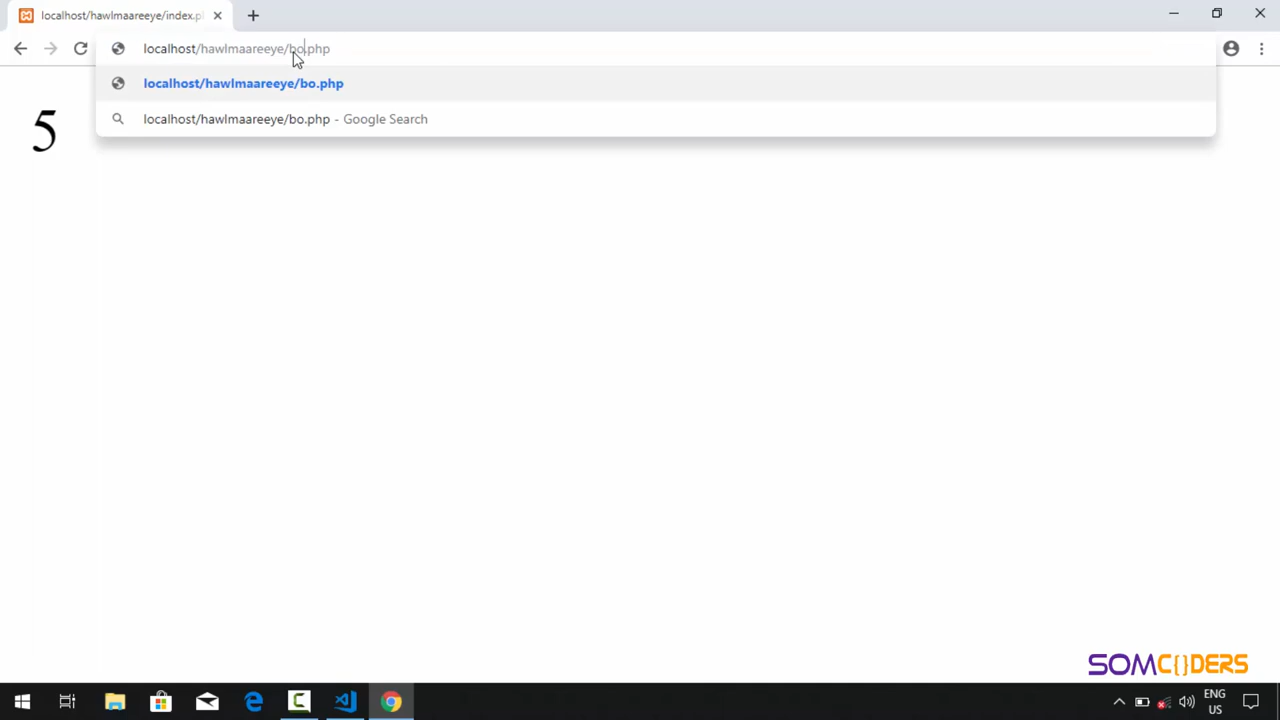 localhost/hawlmaareeye/index.p
localhost/hawlmaareeye/bo.php
localhost/hawlmaareeye/bo.php
localhost/hawlmaareeye/bo.php - Google Search
5
SOMC{}DERS
ENG
US